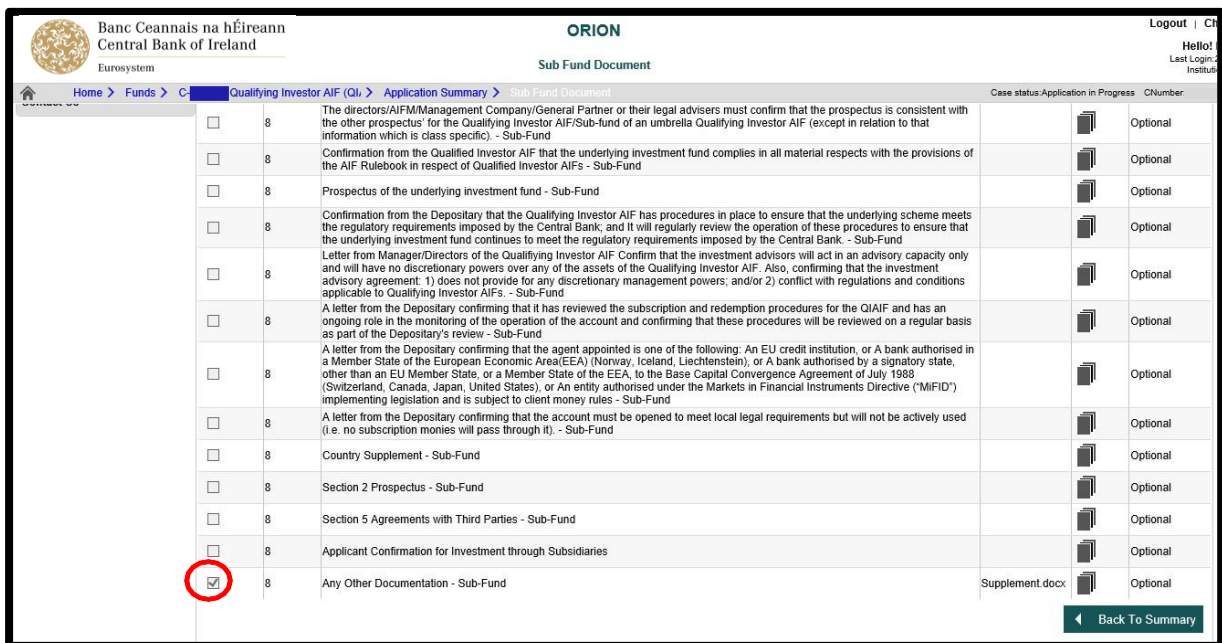 Banc Ceannais na hÉireann
Central Bank of Ireland
Eurosystem
ORION
Sub Fund Document
Logout | Ch
Hello!
Last Login:
Instituti
Home > Funds > C- Qualifying Investor AIF (QI > Application Summary > Sub Fund Document
Case status:Application in Progress CNumber:
Contact Us
8 The directors/AIFM/Management Company/General Partner or their legal advisers must confirm that the prospectus is consistent with Optional
the other prospectus' for the Qualifying Investor AIF/Sub-fund of an umbrella Qualifying Investor AIF (except in relation to that
information which is class specific). - Sub-Fund
8 Confirmation from the Qualified Investor AIF that the underlying investment fund complies in all material respects with the provisions of Optional
the AIF Rulebook in respect of Qualified Investor AIFs - Sub-Fund
8 Prospectus of the underlying investment fund - Sub-Fund Optional
8 Confirmation from the Depositary that the Qualifying Investor AIF has procedures in place to ensure that the underlying scheme meets Optional
the regulatory requirements imposed by the Central Bank; and It will regularly review the operation of these procedures to ensure that
the underlying investment fund continues to meet the regulatory requirements imposed by the Central Bank. - Sub-Fund
8 Letter from Manager/Directors of the Qualifying Investor AIF Confirm that the investment advisors will act in an advisory capacity only Optional
and will have no discretionary powers over any of the assets of the Qualifying Investor AIF. Also, confirming that the investment
advisory agreement: 1) does not provide for any discretionary management powers; and/or 2) conflict with regulations and conditions
applicable to Qualifying Investor AIFs. - Sub-Fund
8 A letter from the Depositary confirming that it has reviewed the subscription and redemption procedures for the QIAIF and has an Optional
ongoing role in the monitoring of the operation of the account and confirming that these procedures will be reviewed on a regular basis
as part of the Depositary's review - Sub-Fund
8 A letter from the Depositary confirming that the agent appointed is one of the following: An EU credit institution, or A bank authorised in Optional
a Member State of the European Economic Area(EEA) (Norway, Iceland, Liechtenstein), or A bank authorised by a signatory state,
other than an EU Member State, or a Member State of the EEA, to the Base Capital Convergence Agreement of July 1988
(Switzerland, Canada, Japan, United States), or An entity authorised under the Markets in Financial Instruments Directive (“MiFID”)
implementing legislation and is subject to client money rules - Sub-Fund
8 A letter from the Depositary confirming that the account must be opened to meet local legal requirements but will not be actively used Optional
(i.e. no subscription monies will pass through it). - Sub-Fund
8 Country Supplement - Sub-Fund Optional
8 Section 2 Prospectus - Sub-Fund Optional
8 Section 5 Agreements with Third Parties - Sub-Fund Optional
8 Applicant Confirmation for Investment through Subsidiaries Optional
8 Any Other Documentation - Sub-Fund Supplement.docx Optional
Back To Summary